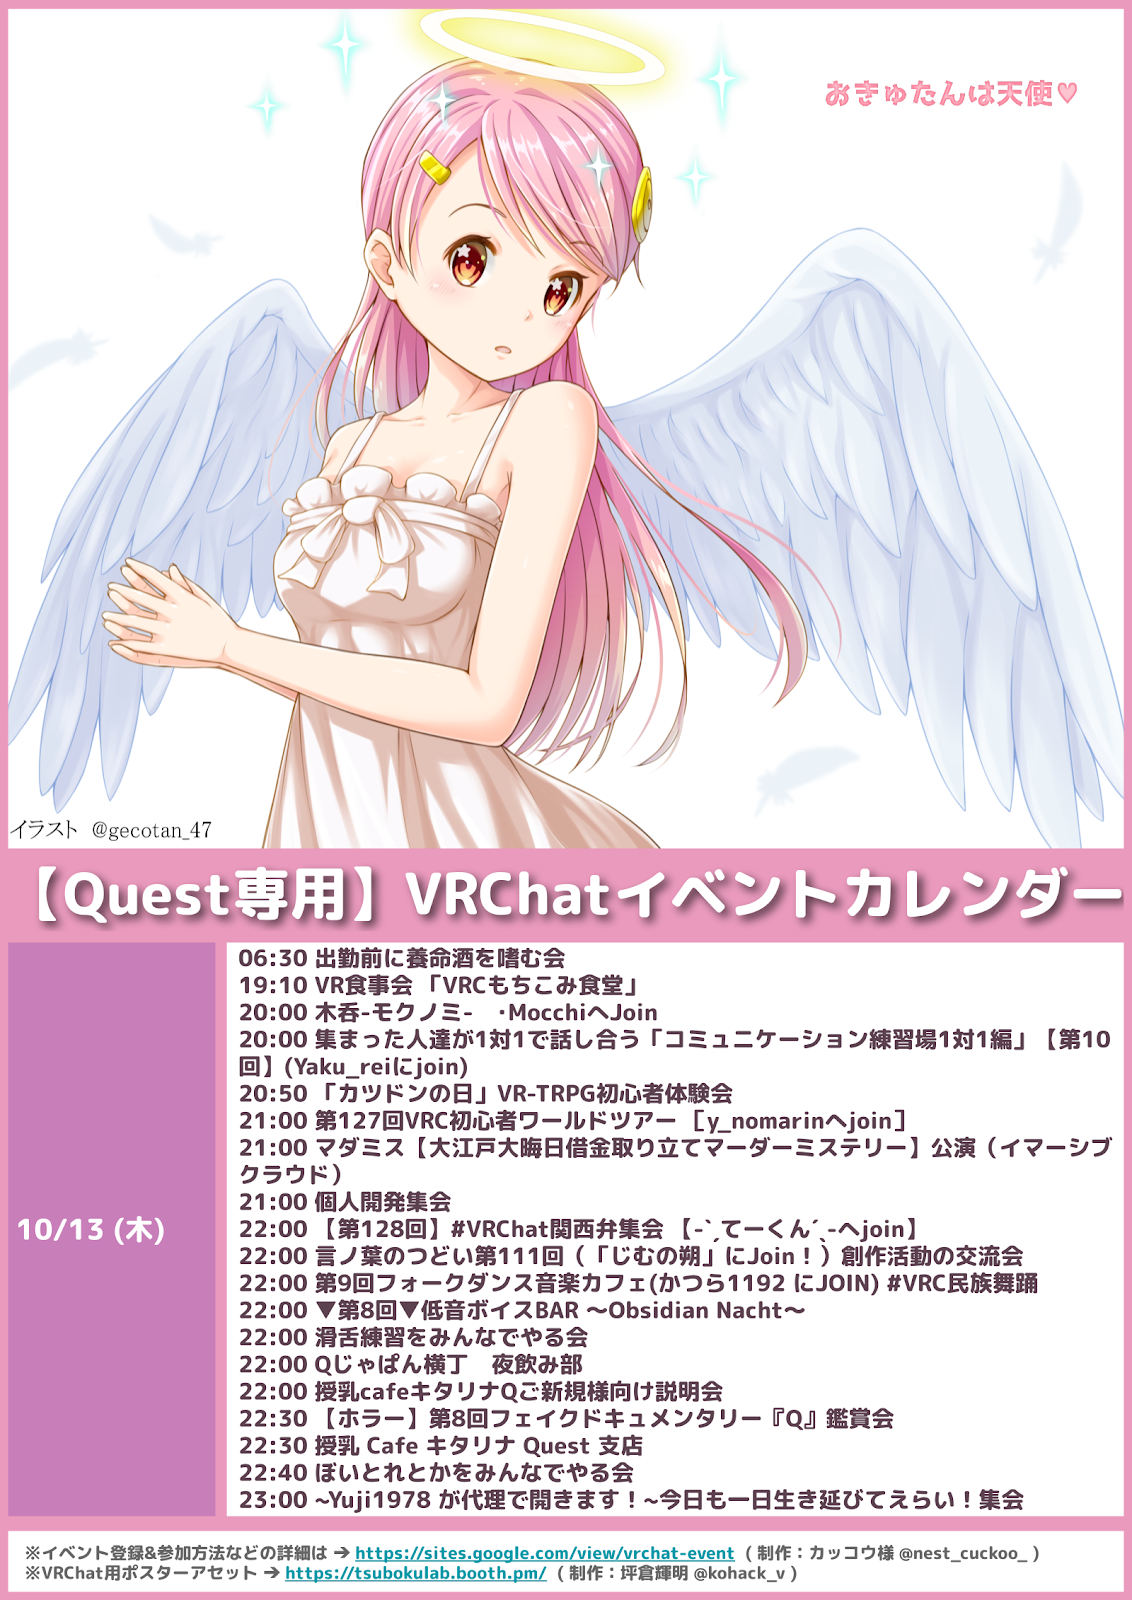 おきゅたんは天使♥
イラスト @gecotan_47
【Quest専用】VRChatイベントカレンダー
10/13 (木)
06:30 出勤前に養命酒を嗜む会
19:10 VR食事会 「VRCもちこみ食堂」
20:00 木呑-モクノミ-　･MocchiへJoin
20:00 集まった人達が1対1で話し合う「コミュニケーション練習場1対1編」【第10
回】(Yaku_reiにjoin)
20:50 「カツドンの日」VR-TRPG初心者体験会
21:00 第127回VRC初心者ワールドツアー ［y_nomarinへjoin］
21:00 マダミス【大江戸大晦日借金取り立てマーダーミステリー】公演（イマーシブ
クラウド）
21:00 個人開発集会
22:00 【第128回】#VRChat関西弁集会 【-ˋˏてーくんˊˎ-へjoin】
22:00 言ノ葉のつどい第111回（「じむの朔」にJoin！）創作活動の交流会
22:00 第9回フォークダンス音楽カフェ(かつら1192 にJOIN) #VRC民族舞踊
22:00 ▼第8回▼低音ボイスBAR ～Obsidian Nacht～
22:00 滑舌練習をみんなでやる会
22:00 Qじゃぱん横丁　夜飲み部
22:00 授乳cafeキタリナQご新規様向け説明会
22:30 【ホラー】第8回フェイクドキュメンタリー『Q』鑑賞会
22:30 授乳 Cafe キタリナ Quest 支店
22:40 ぼいとれとかをみんなでやる会
23:00 ~Yuji1978 が代理で開きます！~今日も一日生き延びてえらい！集会
※イベント登録&参加方法などの詳細は → https://sites.google.com/view/vrchat-event （ 制作：カッコウ様 @nest_cuckoo_ ）
※VRChat用ポスターアセット → https://tsubokulab.booth.pm/ （ 制作：坪倉輝明 @kohack_v ）